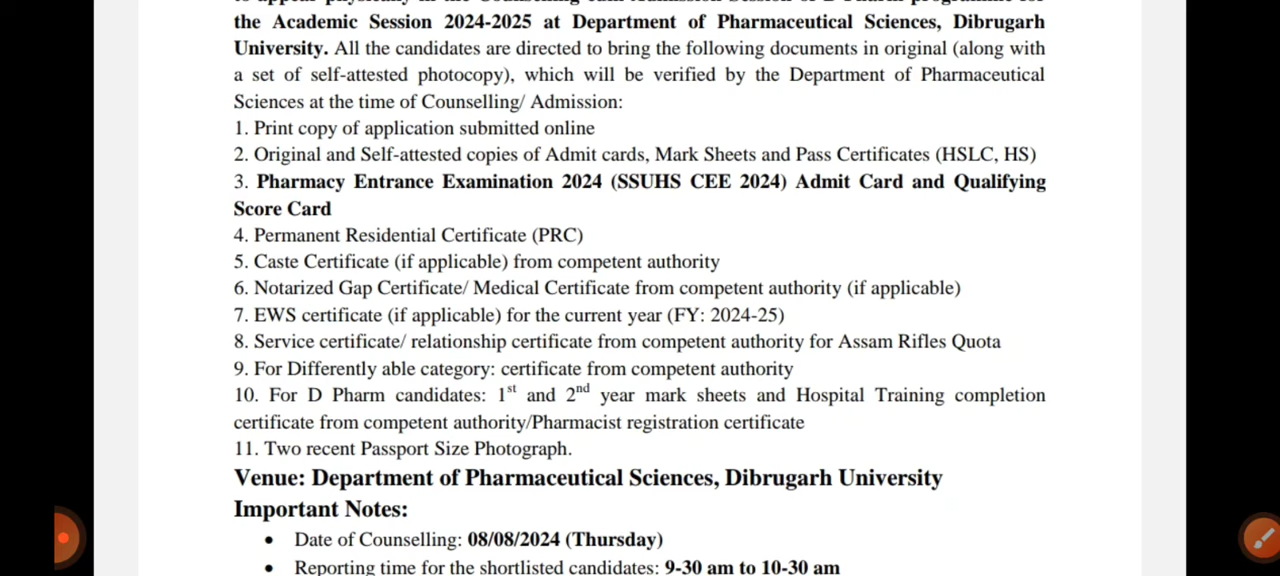 the Academic Session 2024-2025 at Department of Pharmaceutical Sciences, Dibrugarh
University. All the candidates are directed to bring the following documents in original (along with
a set of self-attested photocopy), which will be verified by the Department of Pharmaceutical
Sciences at the time of Counselling/ Admission:
1. Print copy of application submitted online
2. Original and Self-attested copies of Admit cards, Mark Sheets and Pass Certificates (HSLC, HS)
3. Pharmacy Entrance Examination 2024 (SSUHS CEE 2024) Admit Card and Qualifying
Score Card
4. Permanent Residential Certificate (PRC)
5. Caste Certificate (if applicable) from competent authority
6. Notarized Gap Certificate/ Medical Certificate from competent authority (if applicable)
7. EWS certificate (if applicable) for the current year (FY: 2024-25)
8. Service certificate/ relationship certificate from competent authority for Assam Rifles Quota
9. For Differently able category: certificate from competent authority
10. For D Pharm candidates: 1st and 2nd year mark sheets and Hospital Training completion
certificate from competent authority/Pharmacist registration certificate
11. Two recent Passport Size Photograph.
Venue: Department of Pharmaceutical Sciences, Dibrugarh University
Important Notes:
• Date of Counselling: 08/08/2024 (Thursday)
• Reporting time for the shortlisted candidates: 9-30 am to 10-30 am